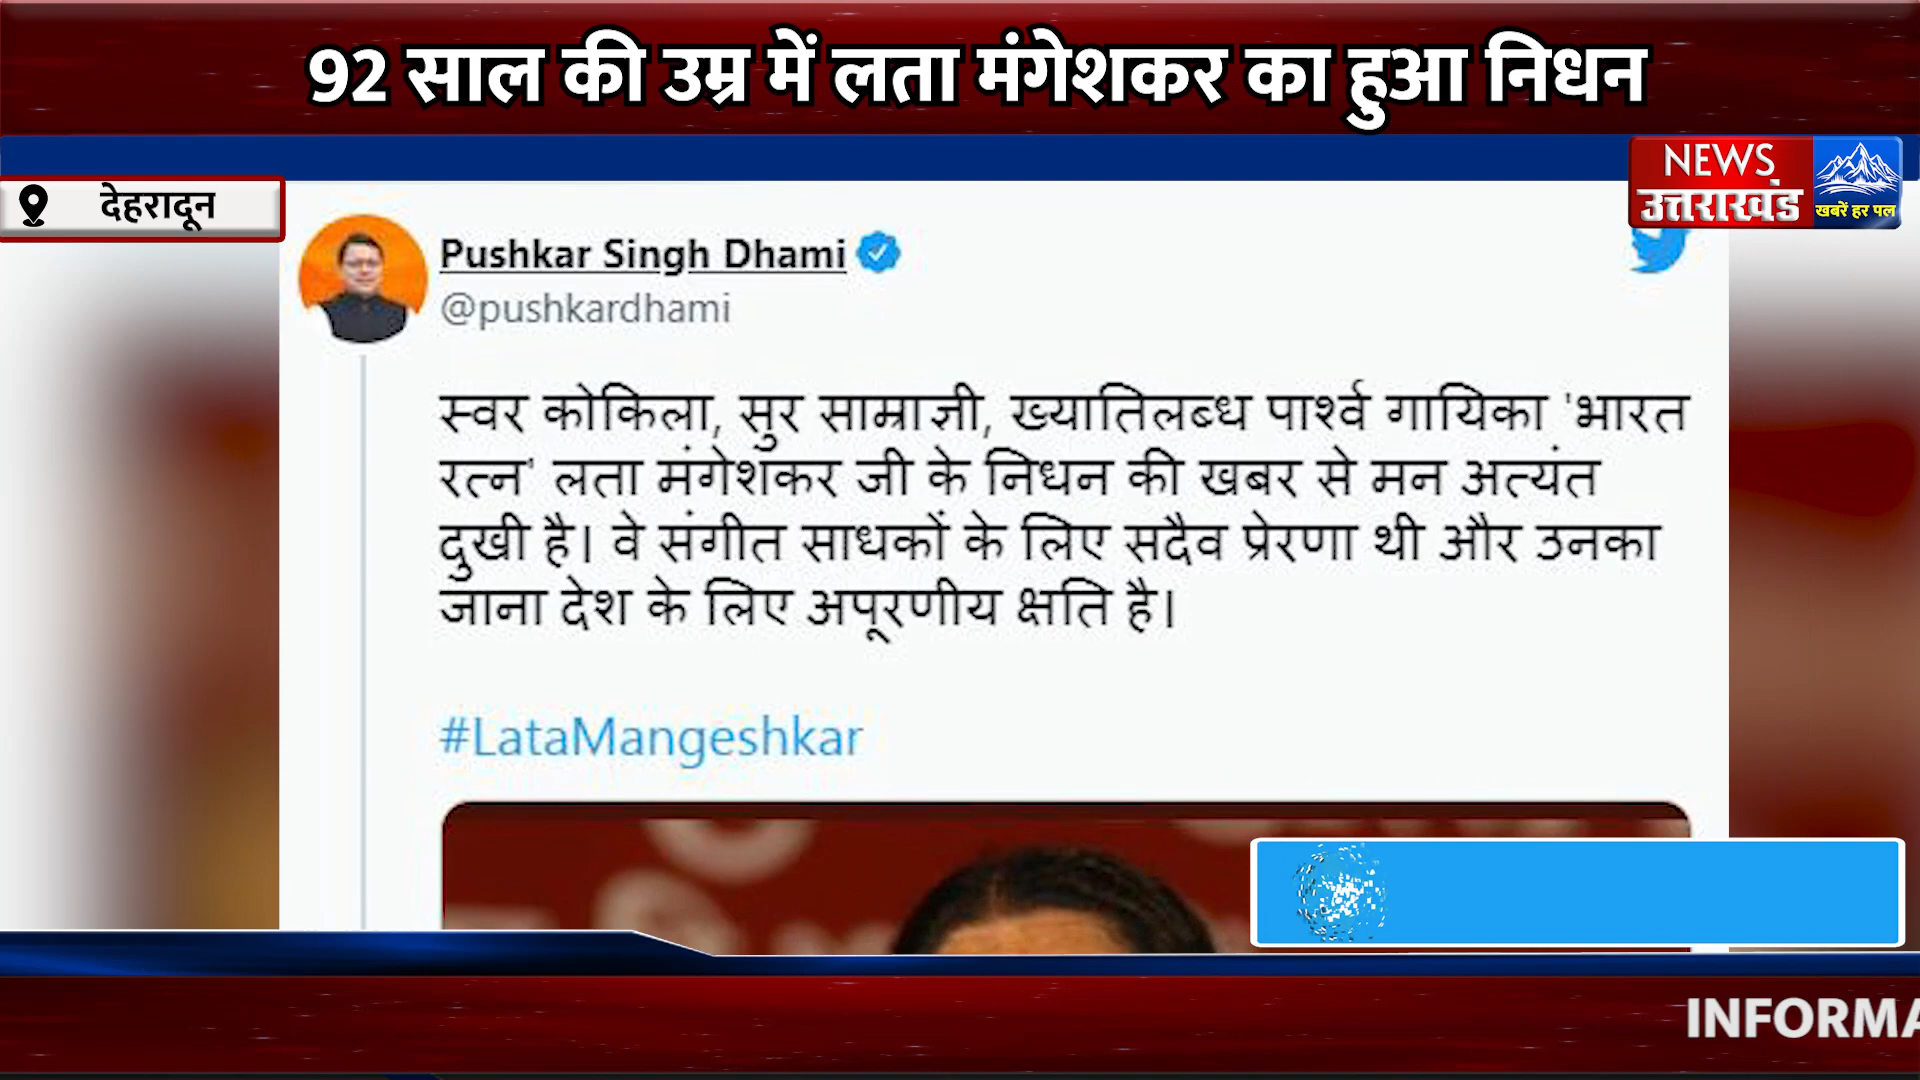 92 साल की उम्र में लता मंगेशकर का हुआ निधन
NEWS
उत्तराखंड
खबरें हर पल
देहरादून
Pushkar Singh Dhami
@pushkardhami
स्वर कोकिला, सुर साम्राज्ञी, ख्यातिलब्ध पार्श्व गायिका 'भारत
रत्न' लता मंगेशकर जी के निधन की खबर से मन अत्यंत
दुखी है। वे संगीत साधकों के लिए सदैव प्रेरणा थी और उनका
जाना देश के लिए अपूरणीय क्षति है।
#LataMangeshkar
INFORMA